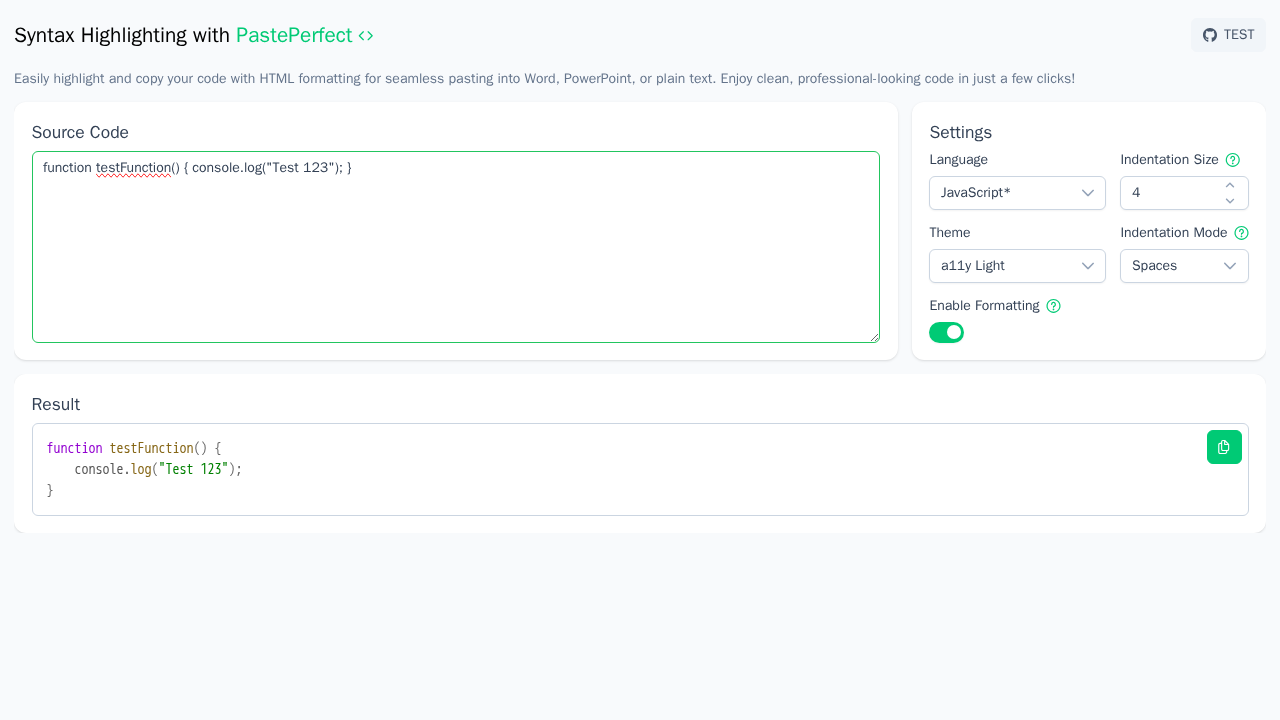 Syntax Highlighting with PastePerfect <>
TEST
Easily highlight and copy your code with HTML formatting for seamless pasting into Word, PowerPoint, or plain text. Enjoy clean, professional-looking code in just a few clicks!
Source Code
function testFunction() { console.log("Test 123"); }
Settings
Language
Indentation Size
JavaScript*
4
Theme
Indentation Mode
a11y Light
Spaces
Enable Formatting
Result
function testFunction() {
    console.log("Test 123");
}